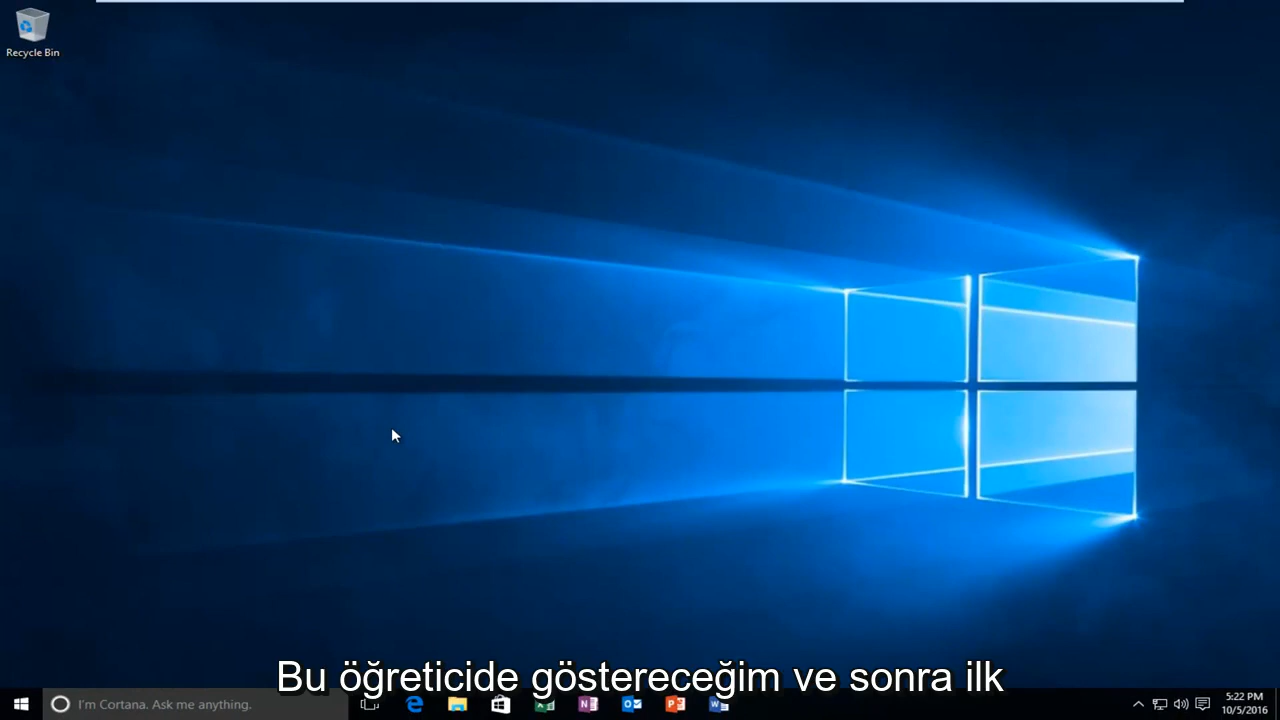 Recycle Bin
Bu öğreticide göstereceğim ve sonra ilk
I'm Cortana. Ask me anything.
5:22 PM
10/5/2016